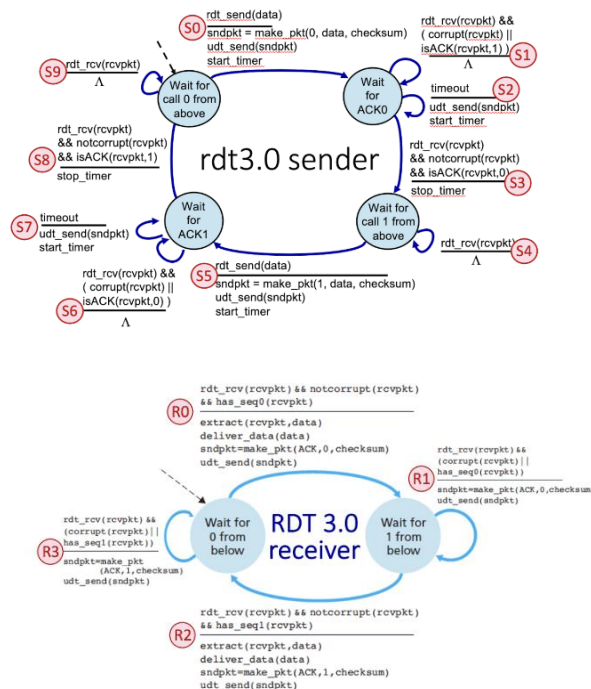 rdt_send(data)
S0
sndpkt = make_pkt(0, data, checksum)
udt_send(sndpkt)
start_timer
rdt_rcv(rcvpkt) &&
( corrupt(rcvpkt) ||
isACK(rcvpkt,1) )
S1
Λ
S9
rdt_rcv(rcvpkt)
Λ
Wait for
call 0 from
above
Wait
for
ACK0
timeout
S2
udt_send(sndpkt)
start_timer
rdt_rcv(rcvpkt)
&& notcorrupt(rcvpkt)
&& isACK(rcvpkt,1)
S8
stop_timer
rdt3.0 sender
rdt_rcv(rcvpkt)
&& notcorrupt(rcvpkt)
&& isACK(rcvpkt,0)
S3
stop_timer
S7
timeout
udt_send(sndpkt)
start_timer
Wait
for
ACK1
Wait for
call 1 from
above
rdt_rcv(rcvpkt)
S4
Λ
rdt_rcv(rcvpkt) &&
( corrupt(rcvpkt) ||
isACK(rcvpkt,0) )
S6
Λ
S5
rdt_send(data)
sndpkt = make_pkt(1, data, checksum)
udt_send(sndpkt)
start_timer
R0
rdt_rcv(rcvpkt) && notcorrupt(rcvpkt)
&& has_seq0(rcvpkt)
extract(rcvpkt,data)
deliver_data(data)
sndpkt=make_pkt(ACK,0,checksum)
udt_send(sndpkt)
R1
rdt_rcv(rcvpkt) &&
(corrupt(rcvpkt)||
has_seq0(rcvpkt))
sndpkt=make_pkt(ACK,0,checksum
udt_send(sndpkt)
Wait for
0 from
below
RDT 3.0
receiver
Wait for
1 from
below
R3
rdt_rcv(rcvpkt) &&
(corrupt(rcvpkt)||
has_seq1(rcvpkt))
sndpkt=make_pkt
(ACK,1,checksum)
udt_send(sndpkt)
R2
rdt_rcv(rcvpkt) && notcorrupt(rcvpkt)
&& has_seq1(rcvpkt)
extract(rcvpkt,data)
deliver_data(data)
sndpkt=make_pkt(ACK,1,checksum)
udt_send(sndpkt)